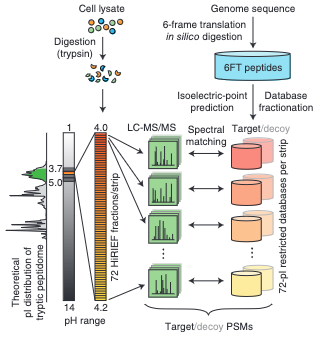 Cell lysate
Genome sequence
6-frame translation
in silico digestion
Digestion
(trypsin)
6FT peptides
Isoelectric-point
prediction
Database
fractionation
1
4.0
LC-MS/MS
Spectral
matching
Target/decoy
3.7
5.0
Theoretical
pI distribution of
tryptic peptidome
72 HiRIEF fractions/strip
72-pI restricted databases per strip
14
4.2
pH range
Target/decoy PSMs